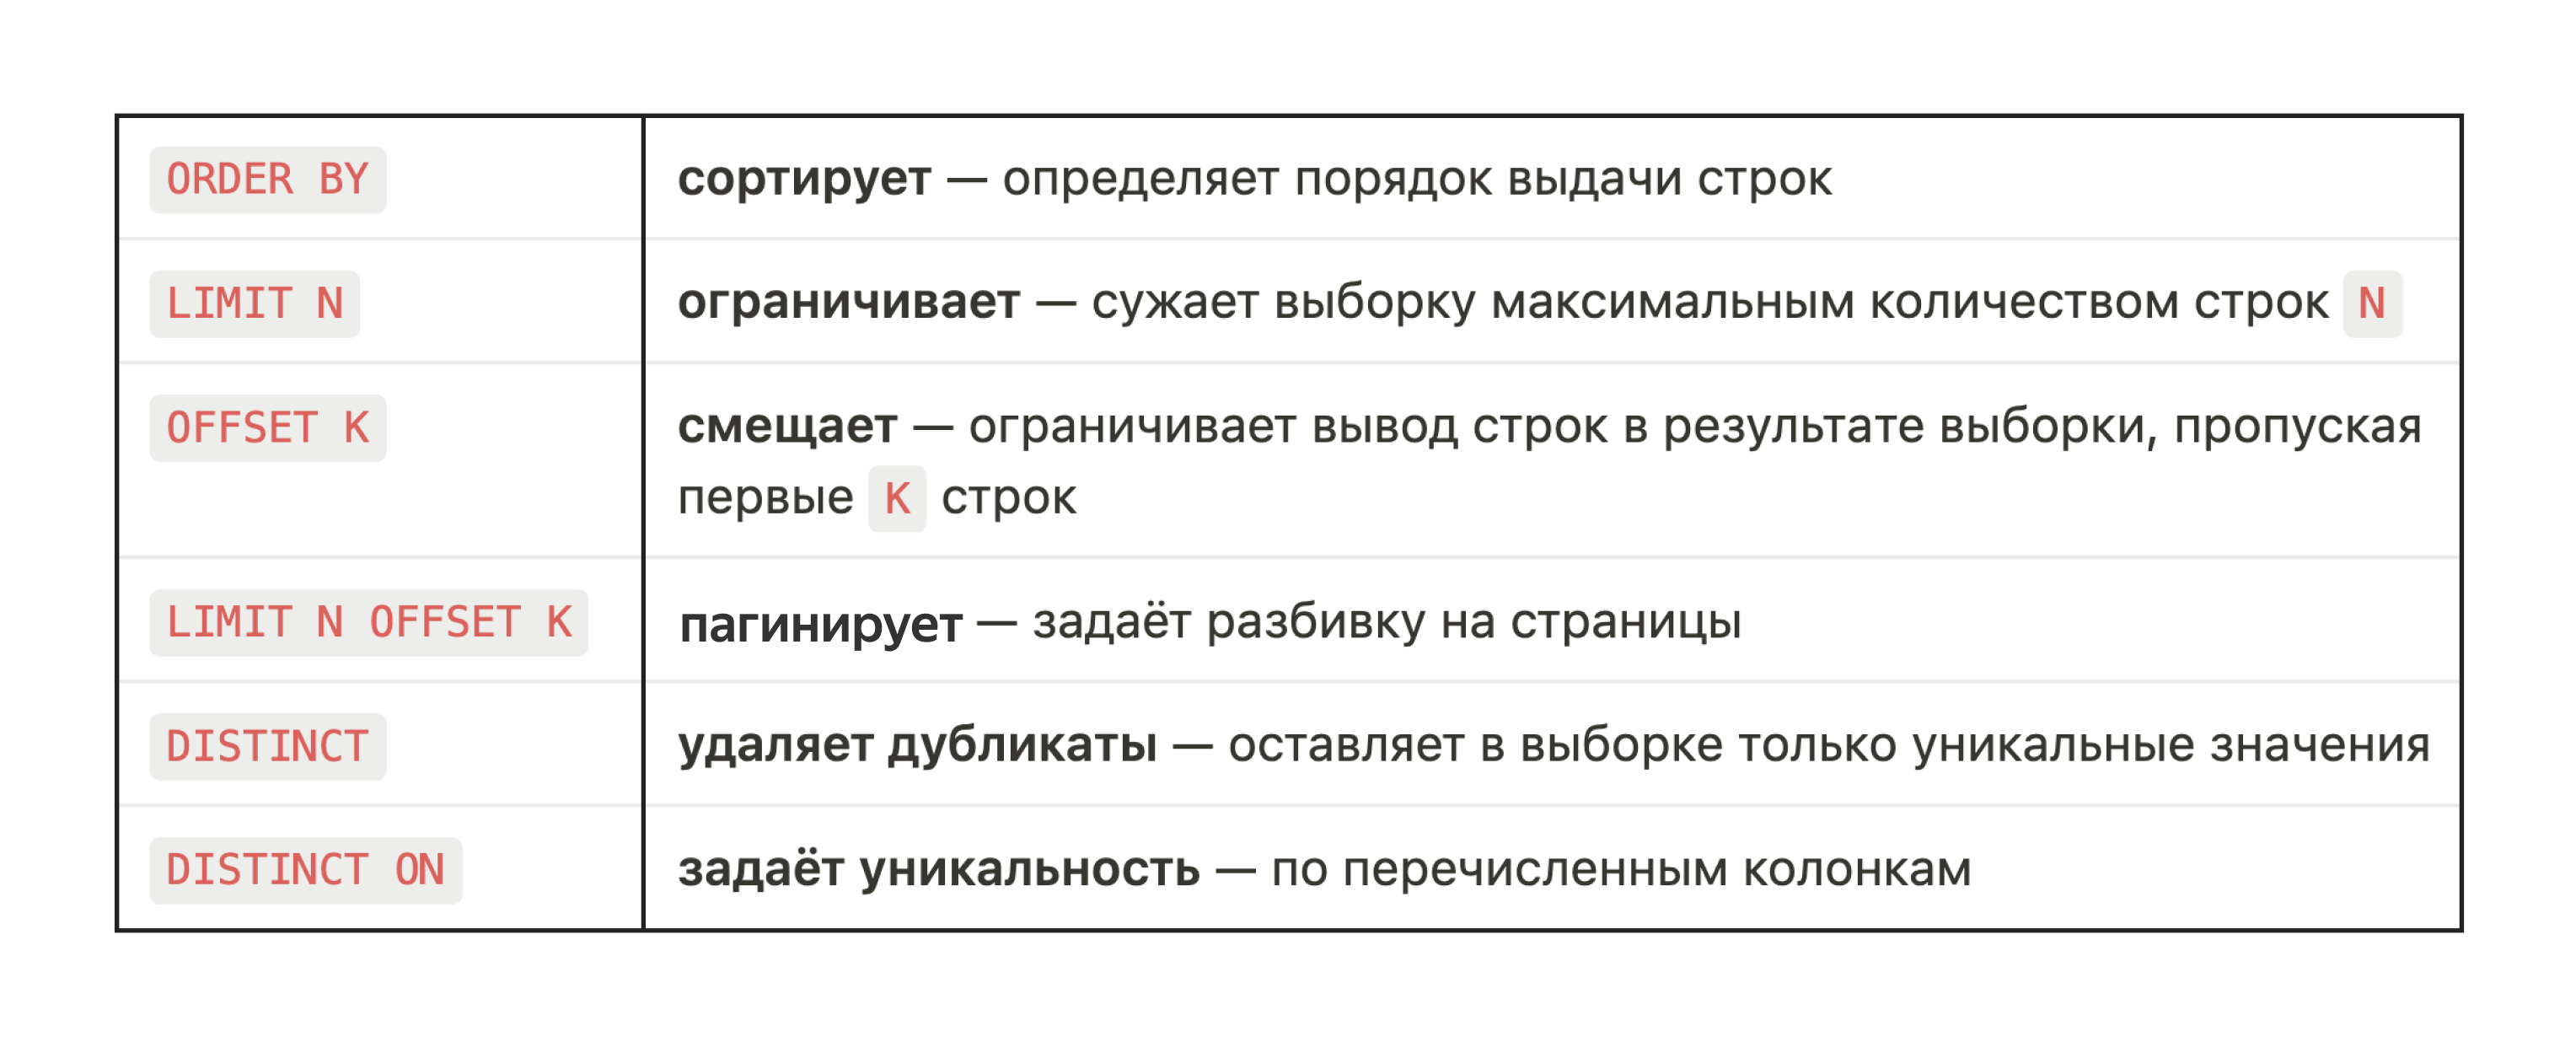 ORDER BY сортирует — определяет порядок выдачи строк
LIMIT N ограничивает — сужает выборку максимальным количеством строк N
OFFSET K смещает — ограничивает вывод строк в результате выборки, пропуская
первые K строк
LIMIT N OFFSET K пагинирует — задаёт разбивку на страницы
DISTINCT удаляет дубликаты — оставляет в выборке только уникальные значения
DISTINCT ON задаёт уникальность — по перечисленным колонкам